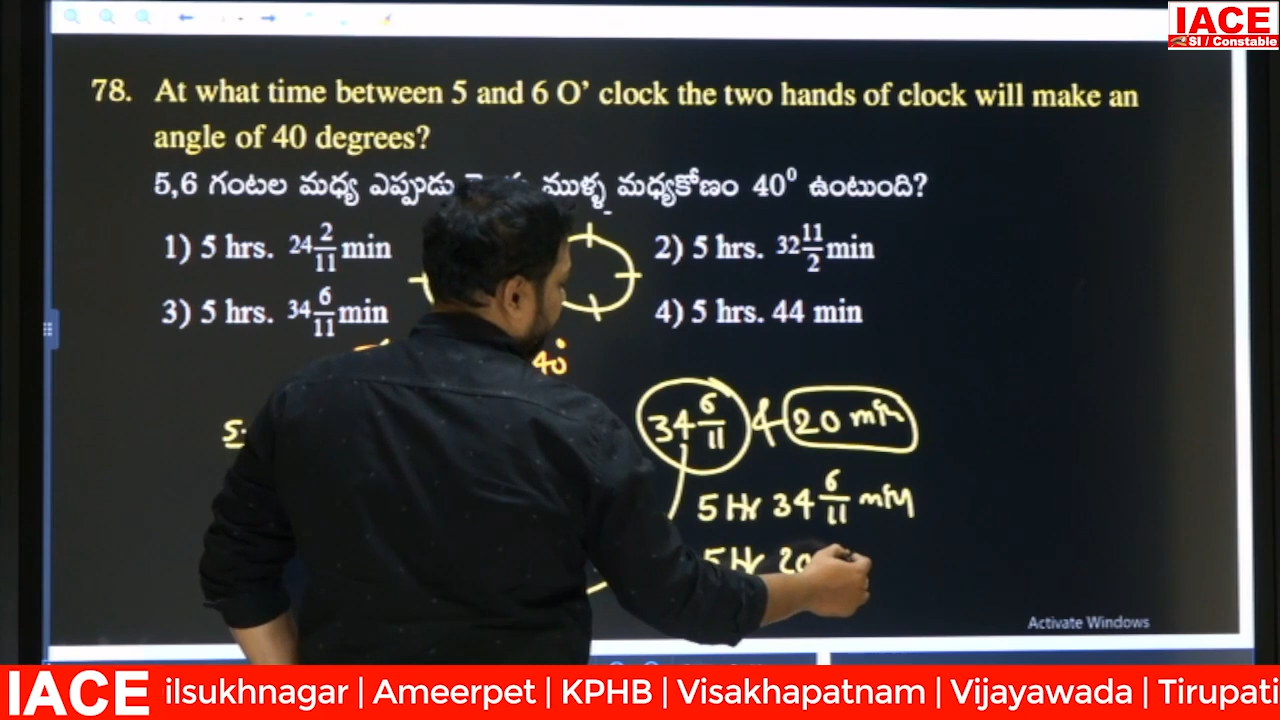 IACE
SI / Constable
78. At what time between 5 and 6 O' clock the two hands of clock will make an
angle of 40 degrees?
5,6 గంటల మధ్య ఎప్పుడు ముళ్ళ మధ్యకోణం 40⁰ ఉంటుంది?
1) 5 hrs. 24 2/11 min
2) 5 hrs. 32 11/2 min
3) 5 hrs. 34 6/11 min
4) 5 hrs. 44 min
40°
34 6/11 & 20 min
5 Hr 34 6/11 min
5 Hr 20
Activate Windows
IACE ilsukhnagar | Ameerpet | KPHB | Visakhapatnam | Vijayawada | Tirupati